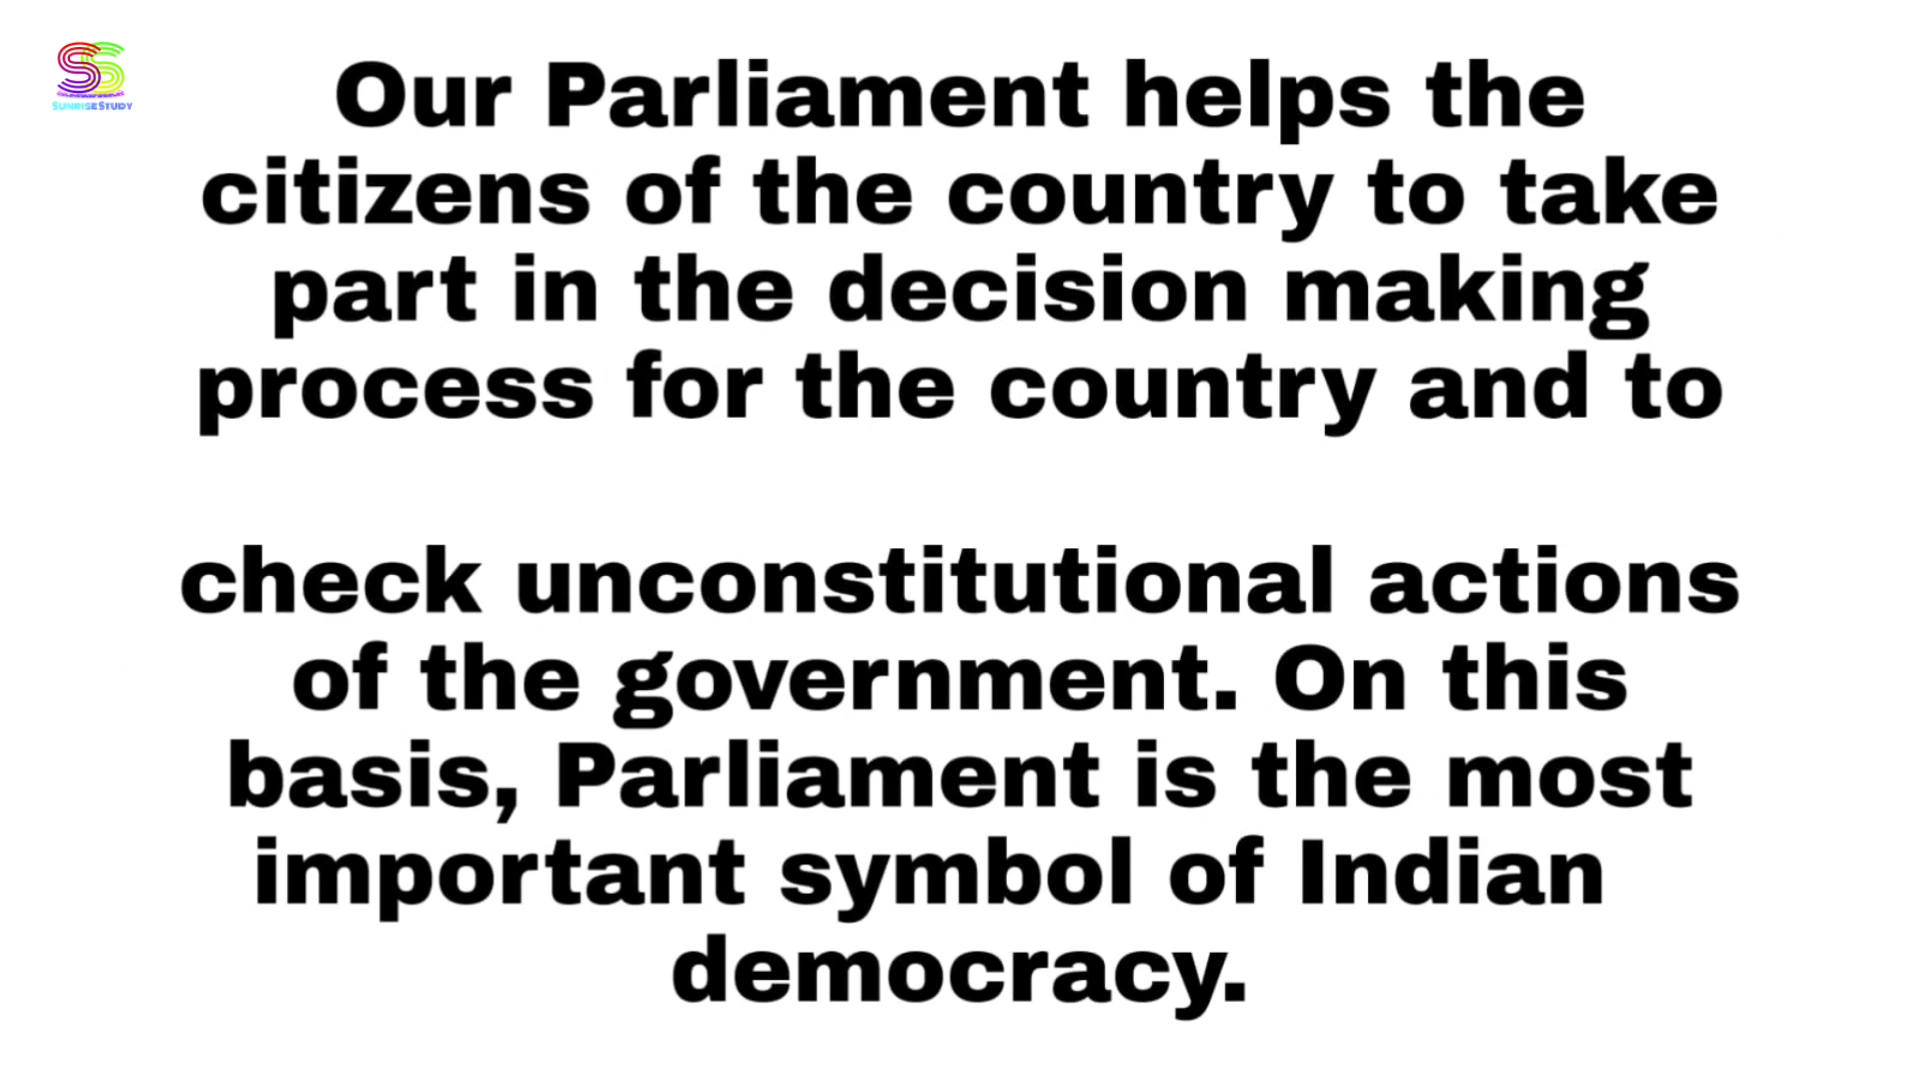 SUNRISE STUDY
Our Parliament helps the
citizens of the country to take
part in the decision making
process for the country and to
check unconstitutional actions
of the government. On this
basis, Parliament is the most
important symbol of Indian
democracy.